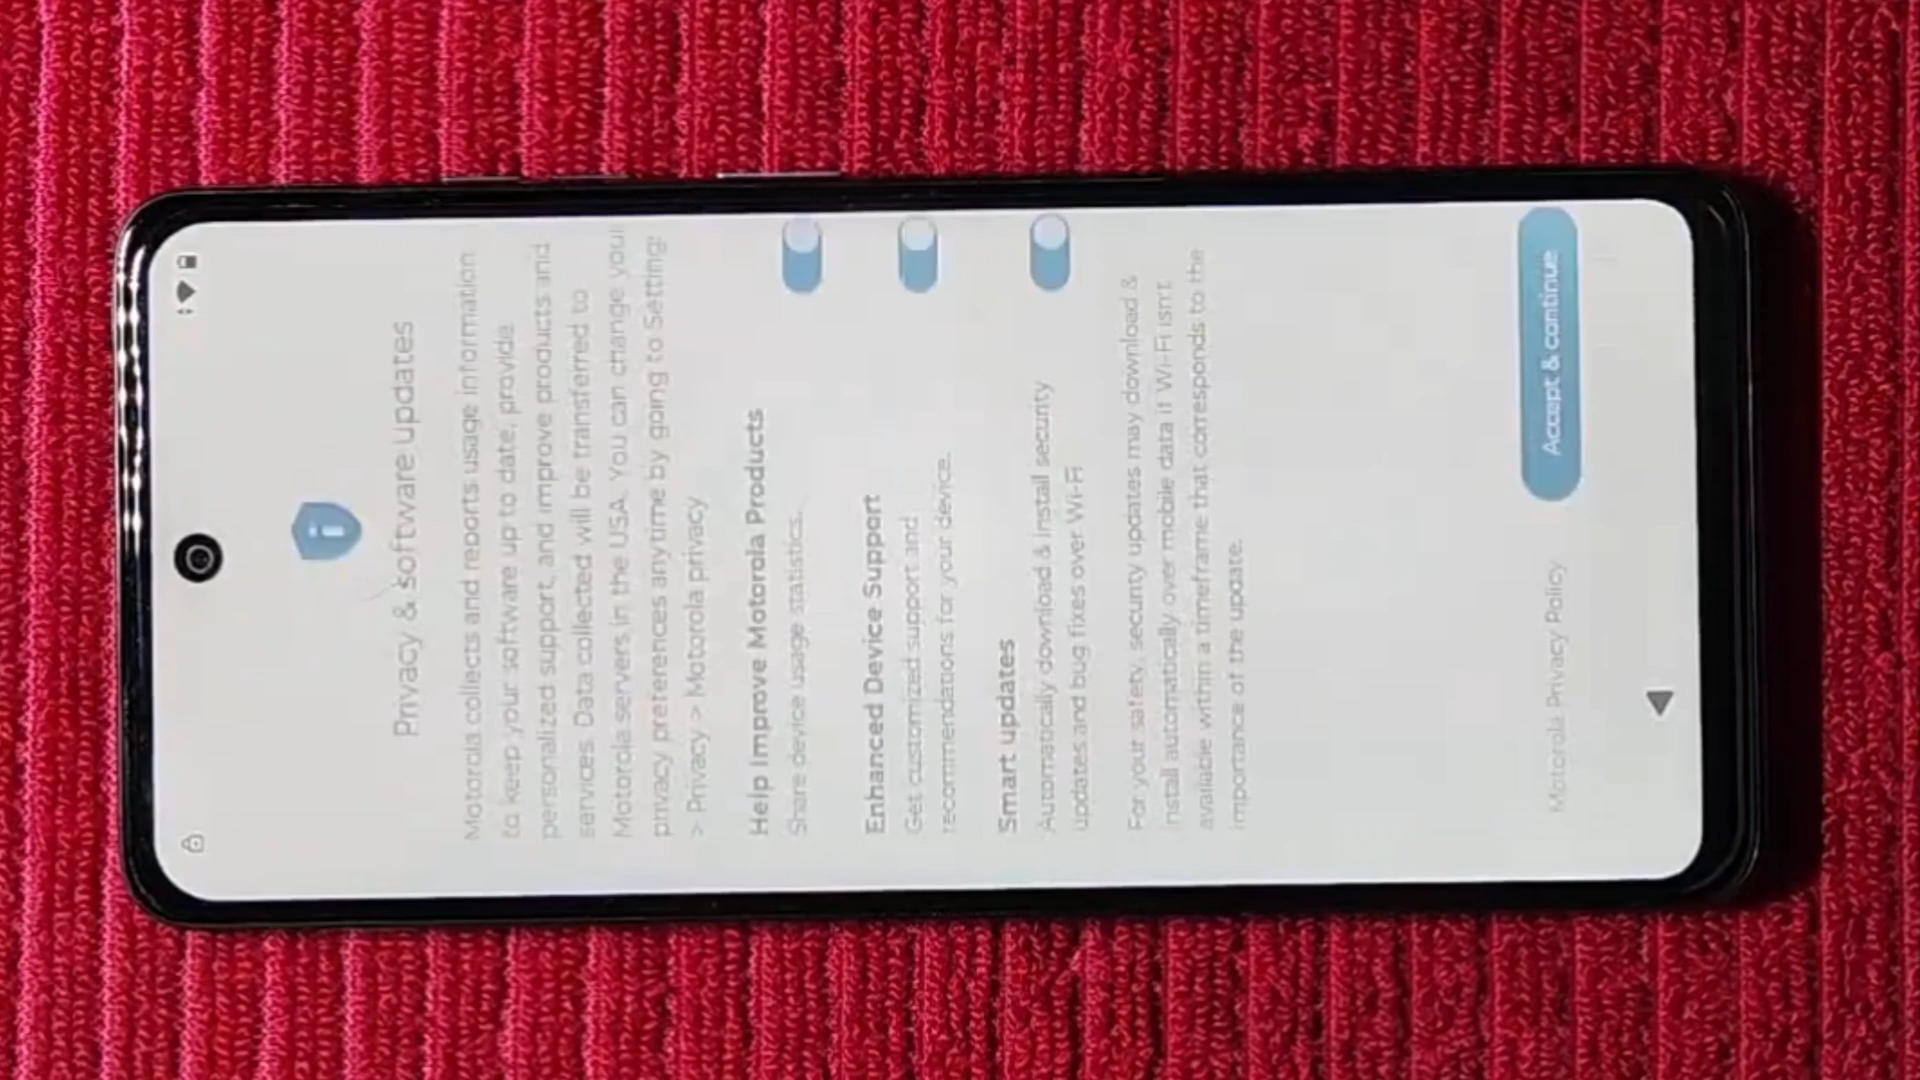 Privacy & software updates
Motorola collects and reports usage information
to keep your software up to date, provide
personalized support, and improve products and
services. Data collected will be transferred to
Motorola servers in the USA. You can change your
privacy preferences anytime by going to Settings
> Privacy > Motorola privacy
Help Improve Motorola Products
Share device usage statistics.
Enhanced Device Support
Get customized support and
recommendations for your device.
Smart updates
Automatically download & install security
updates and bug fixes over Wi-Fi
For your safety, security updates may download &
install automatically over mobile data if Wi-Fi isn't
available within a timeframe that corresponds to the
importance of the update.
Motorola Privacy Policy
Accept & continue